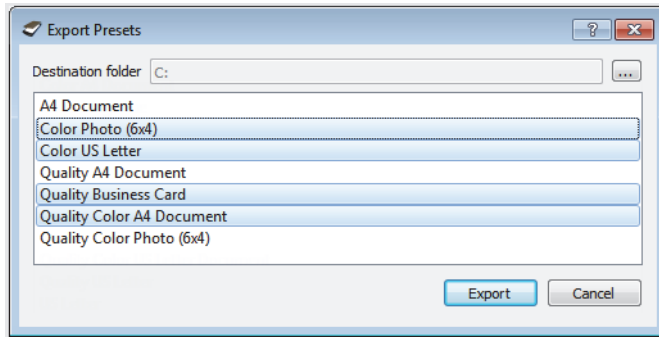 Export Presets
?
Destination folder C:
...
A4 Document
Color Photo (6x4)
Color US Letter
Quality A4 Document
Quality Business Card
Quality Color A4 Document
Quality Color Photo (6x4)
Export Cancel